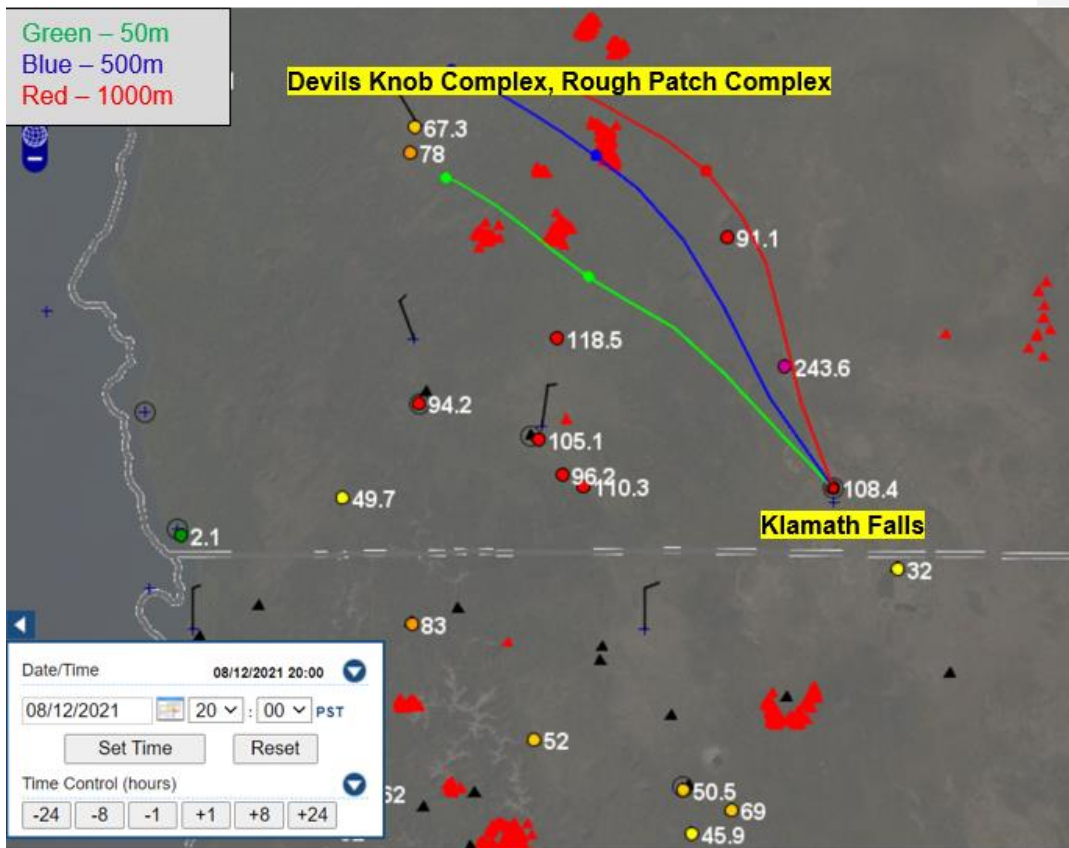 Green – 50m
Blue – 500m
Red – 1000m
Devils Knob Complex, Rough Patch Complex
67.3
78
91.1
118.5
243.6
94.2
105.1
96.2
110.3
108.4
49.7
Klamath Falls
2.1
32
83
Date/Time 08/12/2021 20:00
08/12/2021 20 : 00 PST
Set Time Reset
52
Time Control (hours)
-24 -8 -1 +1 +8 +24
50.5
69
45.9